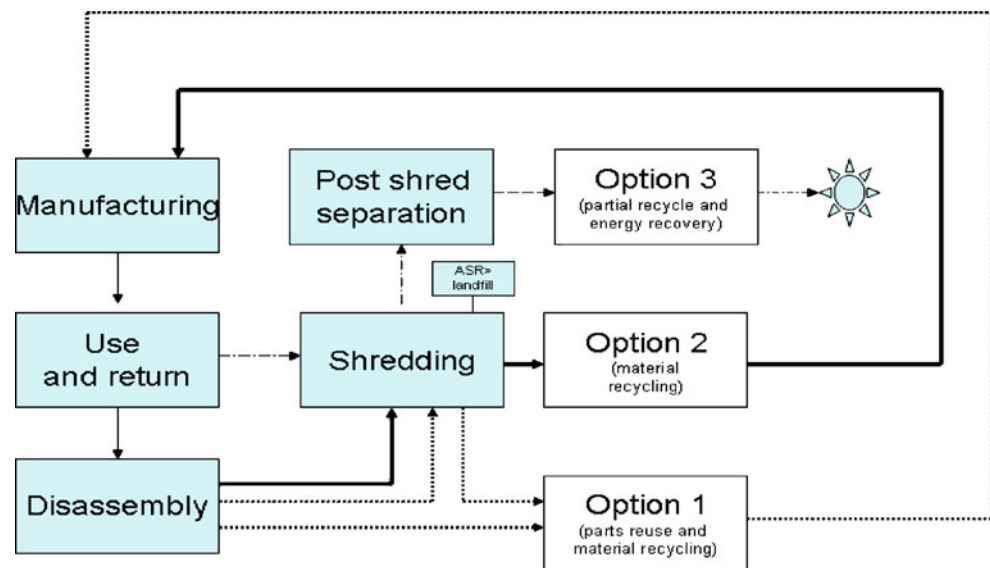 Manufacturing
Post shred
separation
Option 3
(partial recycle and
energy recovery)
ASR>
landfill
Use
and return
Shredding
Option 2
(material
recycling)
Disassembly
Option 1
(parts reuse and
material recycling)